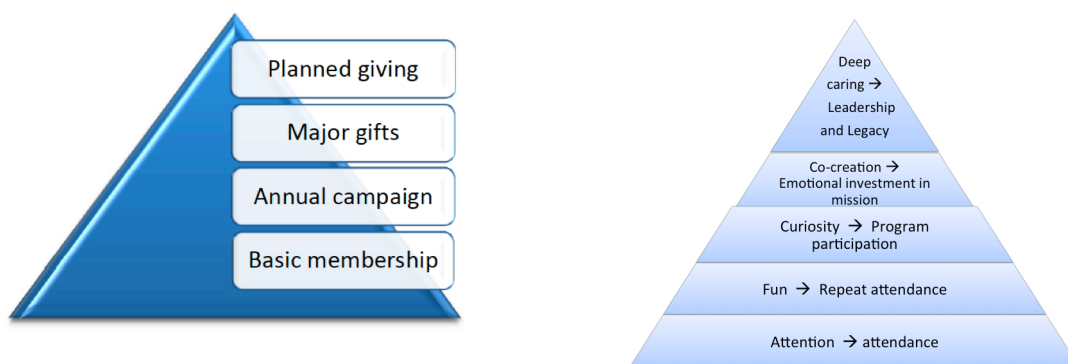 Planned giving
Major gifts
Annual campaign
Basic membership
Deep
caring →
Leadership
and Legacy
Co-creation →
Emotional investment in
mission
Curiosity → Program
participation
Fun → Repeat attendance
Attention → attendance